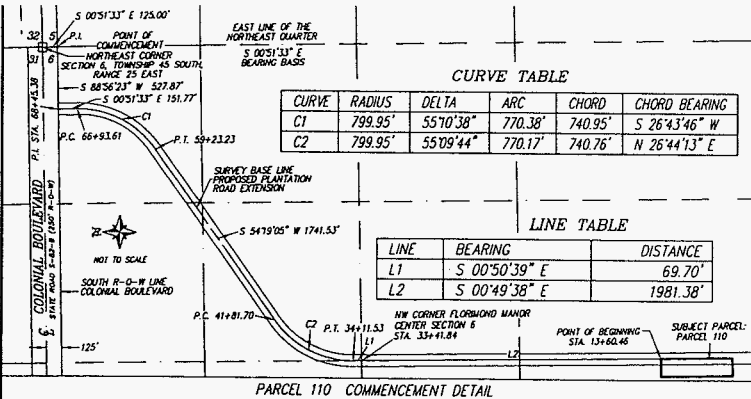 S 00°51'33" E 125.00'
32 5
31 6
P.I.
POINT OF
COMMENCEMENT
NORTHEAST CORNER
SECTION 6, TOWNSHIP 45 SOUTH,
RANGE 25 EAST
EAST LINE OF THE
NORTHEAST QUARTER
S 00°51'33" E
BEARING BASIS
S 88°56'23" W 527.87'
S 00°51'33" E 151.77'
C1
P.C. 66+93.61
P.T. 59+23.23
P.I. STA. 68+45.38
CURVE TABLE
CURVE RADIUS DELTA ARC CHORD CHORD BEARING
C1 799.95' 55°10'38" 770.38' 740.95' S 26°43'46" W
C2 799.95' 55°09'44" 770.17' 740.76' N 26°44'13" E
SURVEY BASE LINE
PROPOSED PLANTATION
ROAD EXTENSION
S 54°19'05" W 1741.53'
COLONIAL BOULEVARD
STATE ROAD S-82-B (250' R-O-W)
NOT TO SCALE
SOUTH R-O-W LINE
COLONIAL BOULEVARD
125'
LINE TABLE
LINE BEARING DISTANCE
L1 S 00°50'39" E 69.70'
L2 S 00°49'38" E 1981.38'
P.C. 41+81.70
C2
P.T. 34+11.53
L1
NW CORNER FLORIMOND MANOR
CENTER SECTION 6
STA. 33+41.84
L2
POINT OF BEGINNING
STA. 13+60.46
SUBJECT PARCEL:
PARCEL 110
PARCEL 110 COMMENCEMENT DETAIL